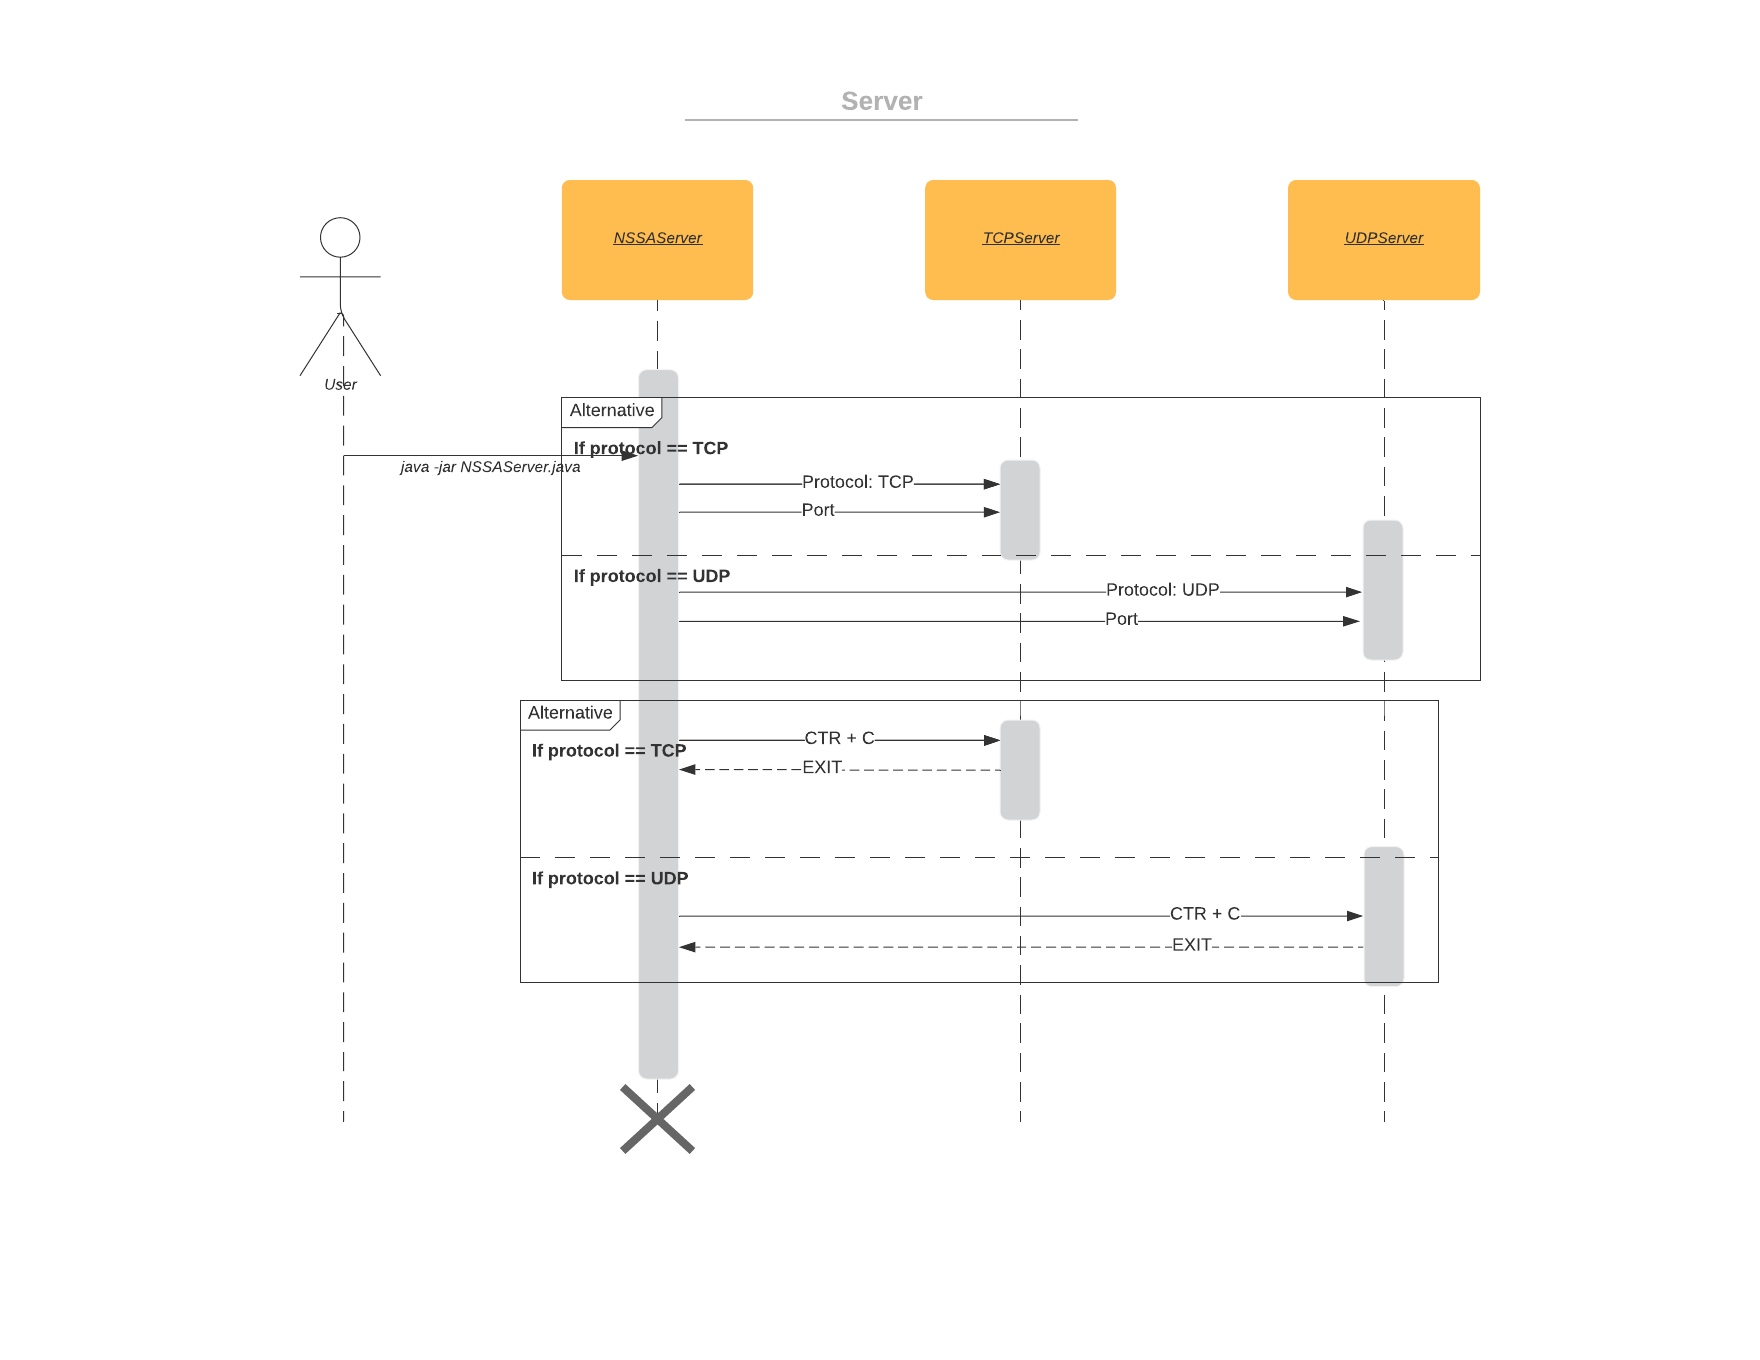 Server
NSSAServer
TCPServer
UDPServer
User
Alternative
If protocol == TCP
java -jar NSSAServer.java
Protocol: TCP
Port
If protocol == UDP
Protocol: UDP
Port
Alternative
CTR + C
If protocol == TCP
EXIT
If protocol == UDP
CTR + C
EXIT